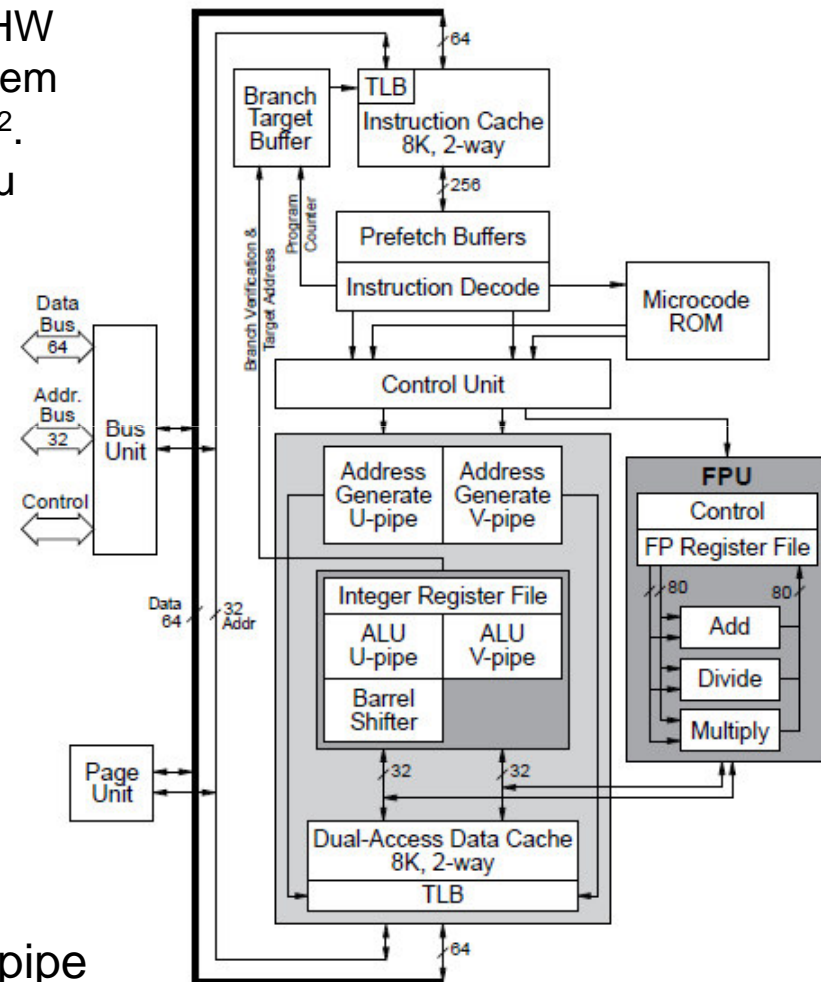 HW
em
2.
u
64
TLB
Branch
Target
Buffer
Instruction Cache
8K, 2-way
256
Branch Verification &
Target Address
Program
Counter
Prefetch Buffers
Instruction Decode
Microcode
ROM
Data
Bus
64
Addr.
Bus
32
Control
Bus
Unit
Control Unit
Address
Generate
U-pipe
Address
Generate
V-pipe
FPU
Control
FP Register File
80
80
Add
Divide
Multiply
Integer Register File
ALU
U-pipe
ALU
V-pipe
Barrel
Shifter
Data
64
32
Addr
Page
Unit
32
32
Dual-Access Data Cache
8K, 2-way
TLB
64
pipe